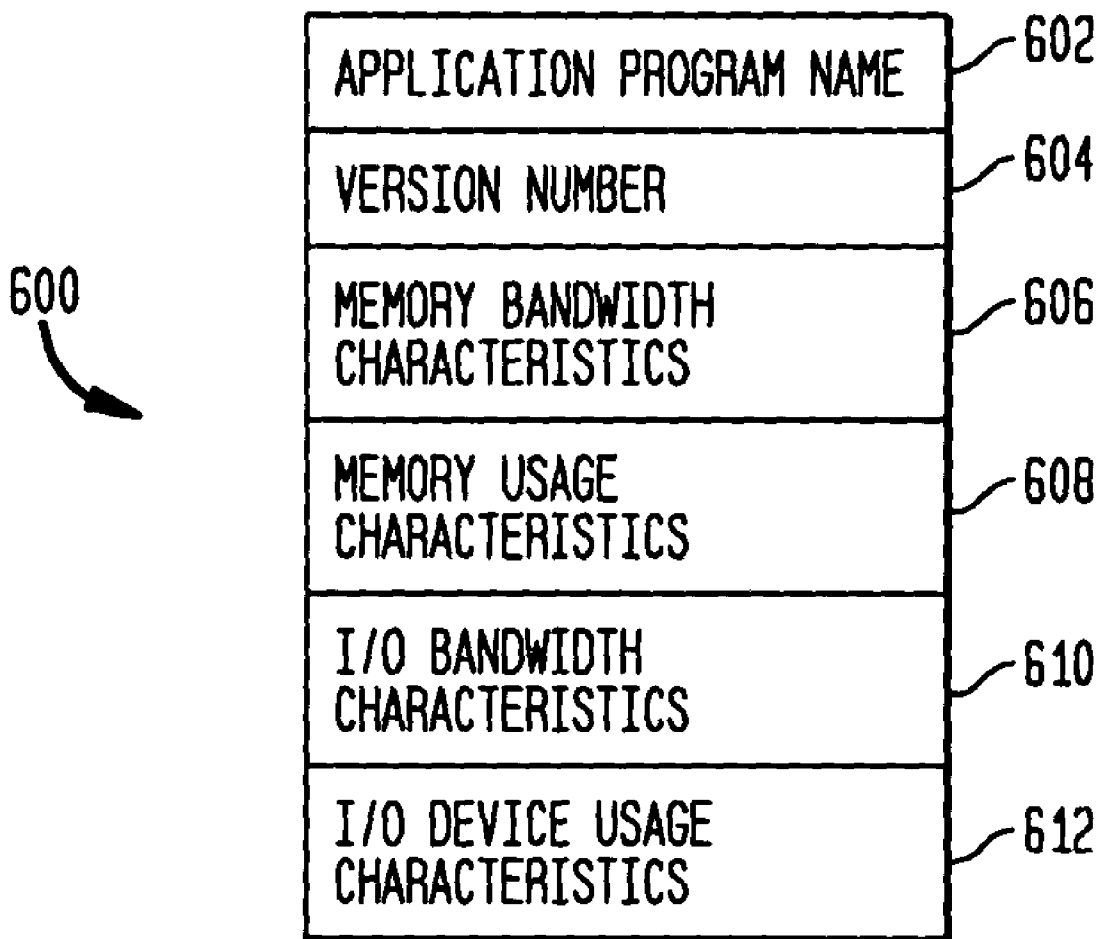 APPLICATION PROGRAM NAME
602
VERSION NUMBER
604
600
MEMORY BANDWIDTH
CHARACTERISTICS
606
MEMORY USAGE
CHARACTERISTICS
608
I/O BANDWIDTH
CHARACTERISTICS
610
I/O DEVICE USAGE
CHARACTERISTICS
612